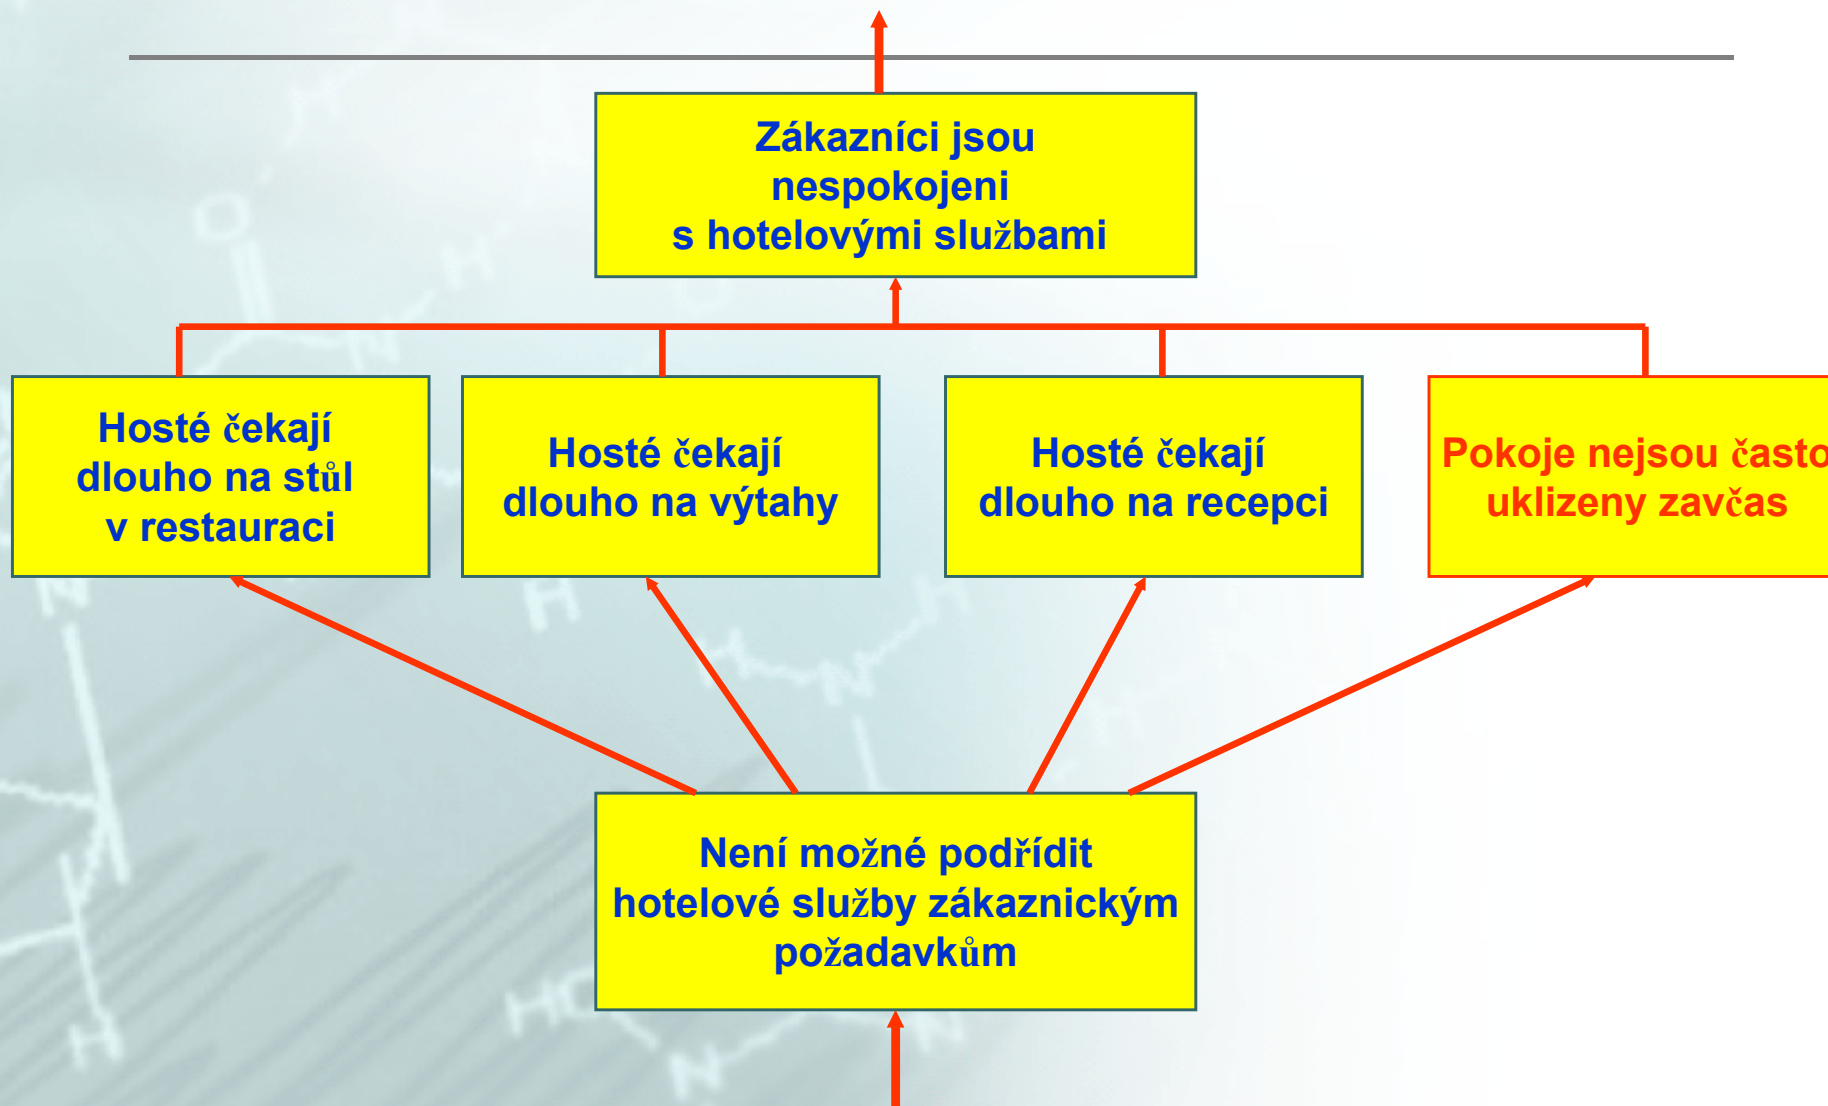 Zákazníci jsou
nespokojeni
s hotelovými službami
Hosté čekají
dlouho na stůl
v restauraci
Hosté čekají
dlouho na výtahy
Hosté čekají
dlouho na recepci
Pokoje nejsou často
uklizeny zavčas
Není možné podřídit
hotelové služby zákaznickým
požadavkům